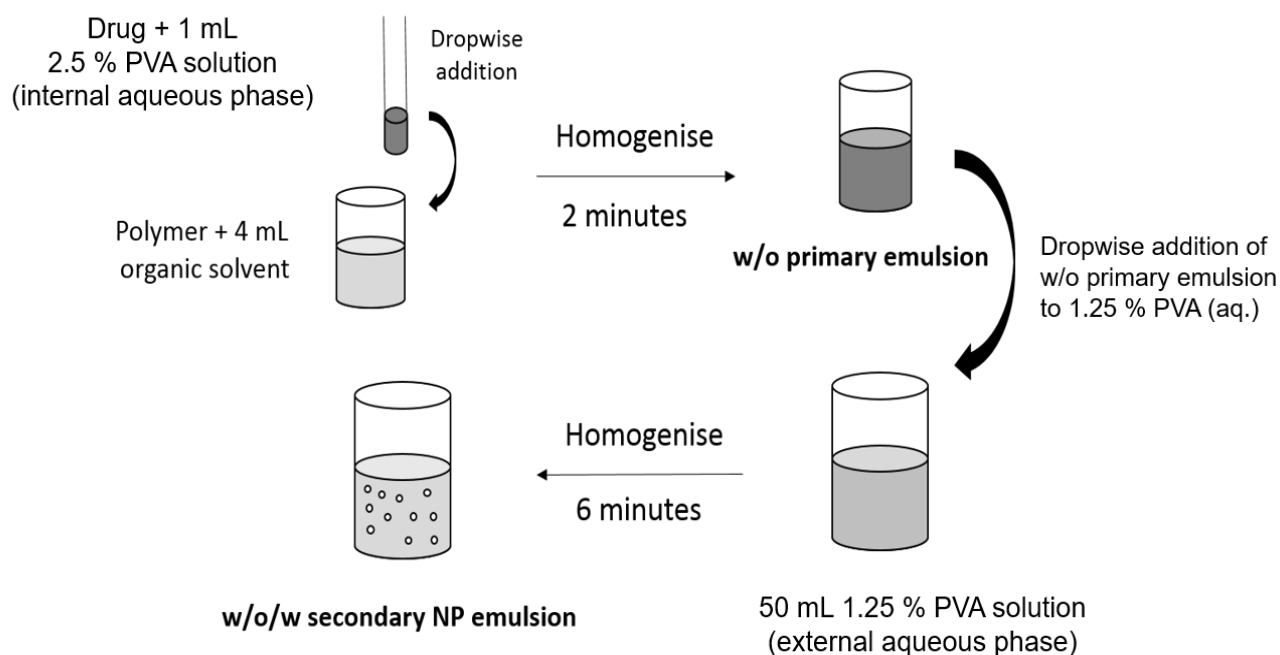 Drug + 1 mL
2.5 % PVA solution
(internal aqueous phase)
Dropwise
addition
Polymer + 4 mL
organic solvent
Homogenise
2 minutes
w/o primary emulsion
Dropwise addition of
w/o primary emulsion
to 1.25 % PVA (aq.)
50 mL 1.25 % PVA solution
(external aqueous phase)
Homogenise
6 minutes
w/o/w secondary NP emulsion